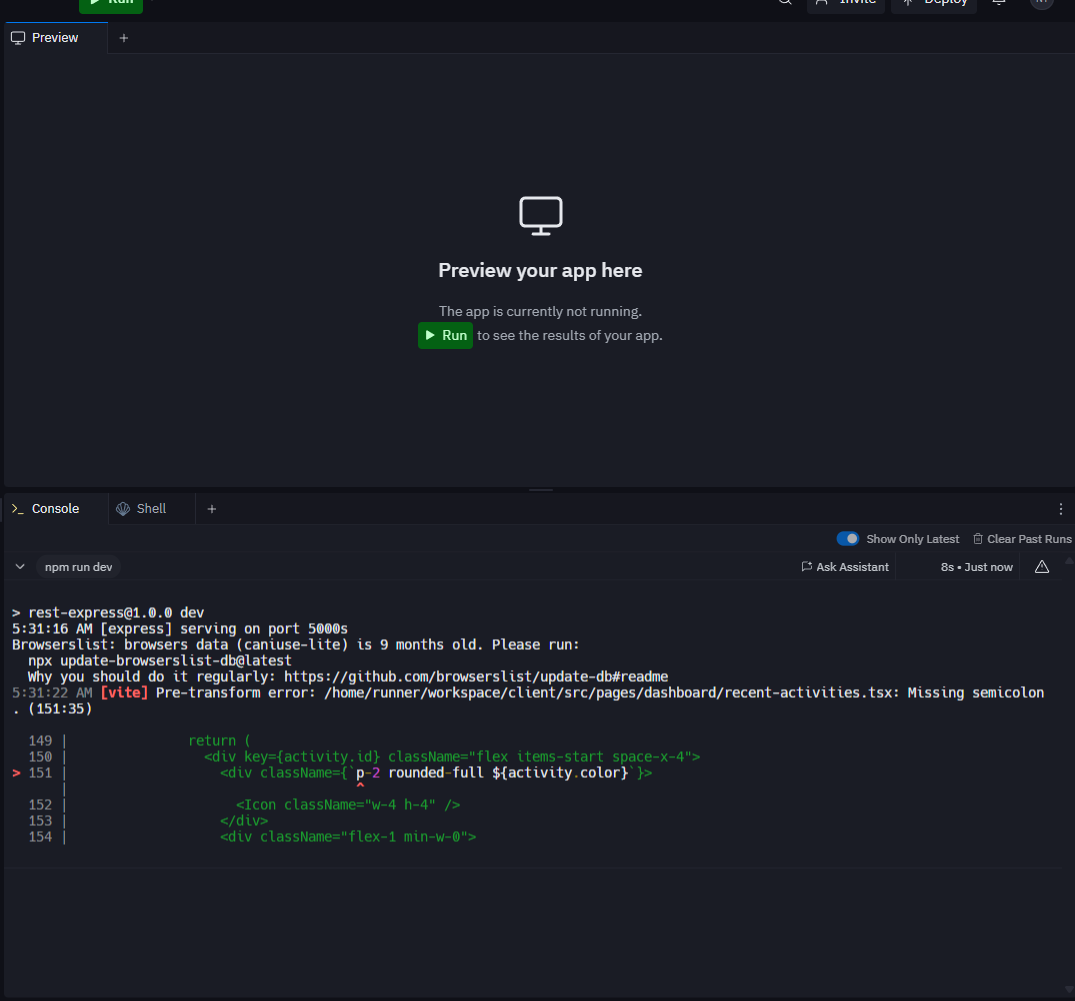 Run
Invite
Deploy
Preview
Preview your app here
The app is currently not running.
Run to see the results of your app.
Console
Shell
Show Only Latest
Clear Past Runs
npm run dev
Ask Assistant
8s • Just now
> rest-express@1.0.0 dev
5:31:16 AM [express] serving on port 5000s
Browserslist: browsers data (caniuse-lite) is 9 months old. Please run:
npx update-browserslist-db@latest
Why you should do it regularly: https://github.com/browserslist/update-db#readme
5:31:22 AM [vite] Pre-transform error: /home/runner/workspace/client/src/pages/dashboard/recent-activities.tsx: Missing semicolon
. (151:35)
149 | return (
150 | <div key={activity.id} className="flex items-start space-x-4">
> 151 | <div className={`p-2 rounded-full ${activity.color}`}>
| ^
152 | <Icon className="w-4 h-4" />
153 | </div>
154 | <div className="flex-1 min-w-0">